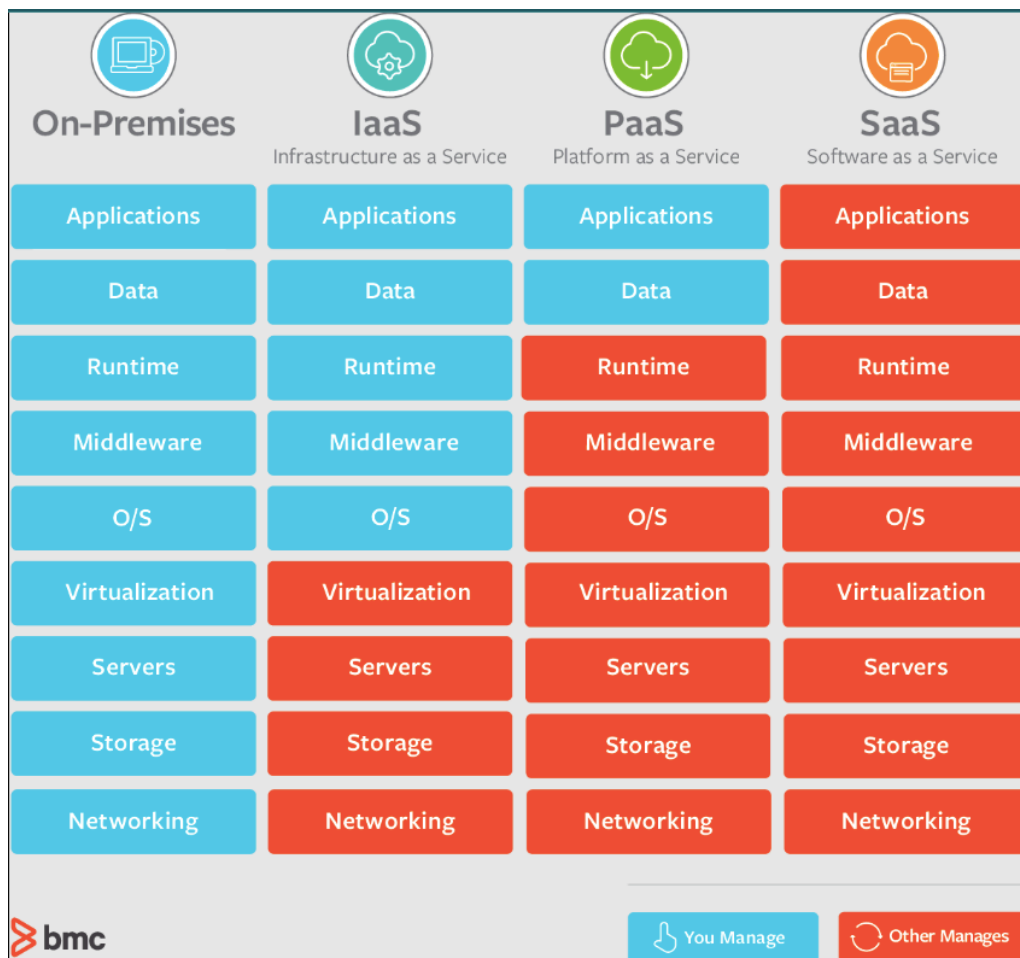 On-Premises
IaaS
PaaS
SaaS
Infrastructure as a Service
Platform as a Service
Software as a Service
Applications
Applications
Applications
Applications
Data
Data
Data
Data
Runtime
Runtime
Runtime
Runtime
Middleware
Middleware
Middleware
Middleware
O/S
O/S
O/S
O/S
Virtualization
Virtualization
Virtualization
Virtualization
Servers
Servers
Servers
Servers
Storage
Storage
Storage
Storage
Networking
Networking
Networking
Networking
bmc
You Manage
Other Manages